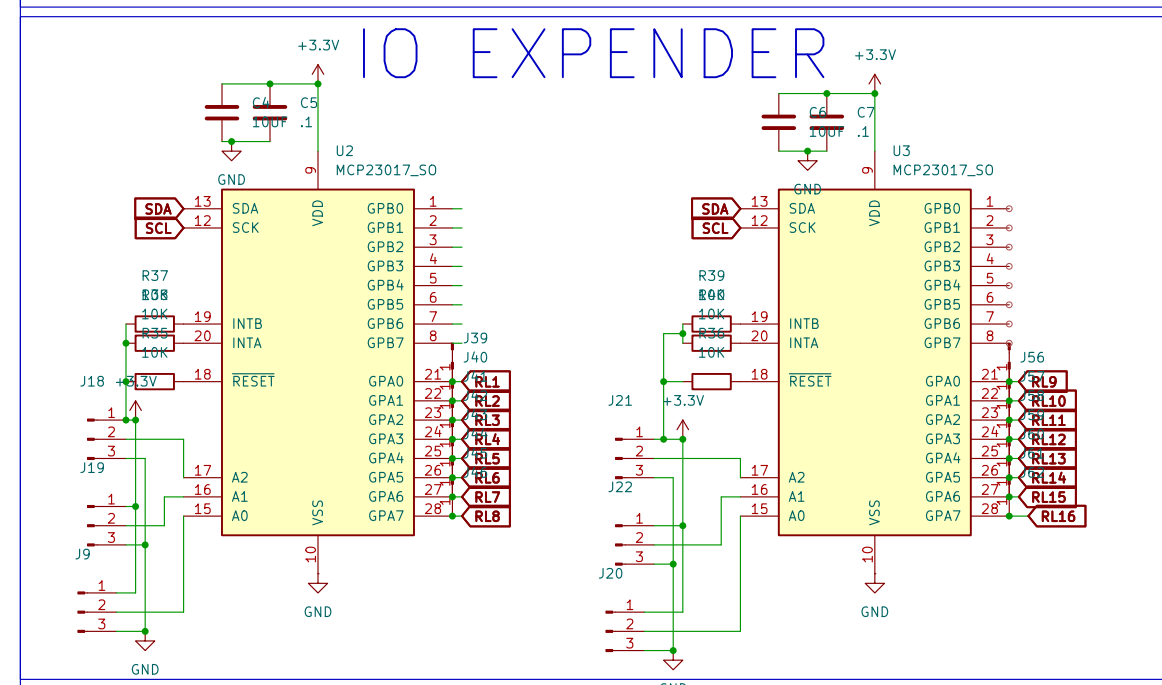 IO EXPENDER
+3.3V
C4
C5
10UF
.1
GND
U2
MCP23017_SO
9
VDD
SDA 13 SDA
SCL 12 SCK
GPB0 1
GPB1 2
GPB2 3
GPB3 4
GPB4 5
GPB5 6
GPB6 7
GPB7 8
R37
10K
R35
10K
19 INTB
20 INTA
18 RESET
J39
J40
GPA0 21 RL1
GPA1 22 RL2
GPA2 23 RL3
GPA3 24 RL4
GPA4 25 RL5
GPA5 26 RL6
GPA6 27 RL7
GPA7 28 RL8
J18 +3.3V
1
2
3
J19
1
2
3
J9
1
2
3
17 A2
16 A1
15 A0
VSS
10
GND
GND
+3.3V
C6
C7
10UF
.1
GND
U3
MCP23017_SO
9
VDD
SDA 13 SDA
SCL 12 SCK
GPB0 1
GPB1 2
GPB2 3
GPB3 4
GPB4 5
GPB5 6
GPB6 7
GPB7 8
R39
10K
R36
10K
19 INTB
20 INTA
18 RESET
J56
GPA0 21 RL9
GPA1 22 RL10
GPA2 23 RL11
GPA3 24 RL12
GPA4 25 RL13
GPA5 26 RL14
GPA6 27 RL15
GPA7 28 RL16
J21 +3.3V
1
2
3
J22
1
2
3
J20
1
2
3
17 A2
16 A1
15 A0
VSS
10
GND